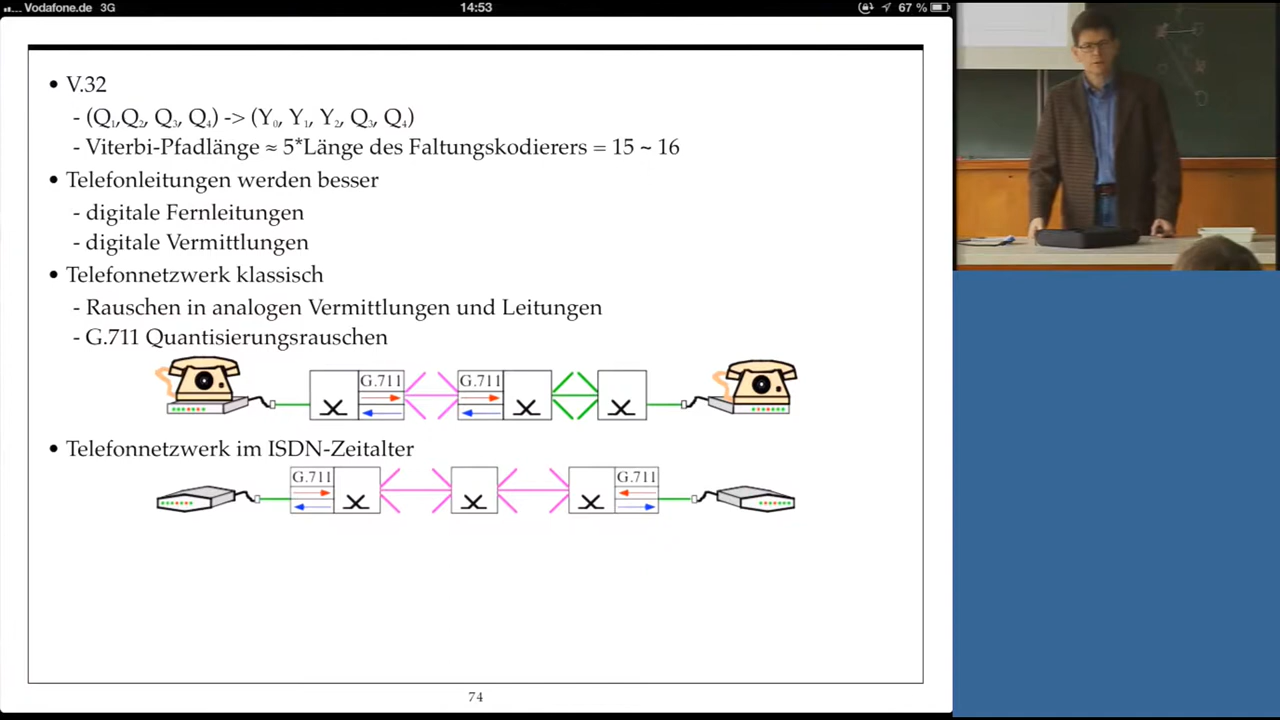 Vodafone.de 3G 14:53 67 %
• V.32
- (Q₁,Q₂, Q₃, Q₄) -> (Y₀, Y₁, Y₂, Q₃, Q₄)
- Viterbi-Pfadlänge ≈ 5*Länge des Faltungskodierers = 15 ~ 16
• Telefonleitungen werden besser
- digitale Fernleitungen
- digitale Vermittlungen
• Telefonnetzwerk klassisch
- Rauschen in analogen Vermittlungen und Leitungen
- G.711 Quantisierungsrauschen
G.711 G.711
• Telefonnetzwerk im ISDN-Zeitalter
G.711 G.711
74